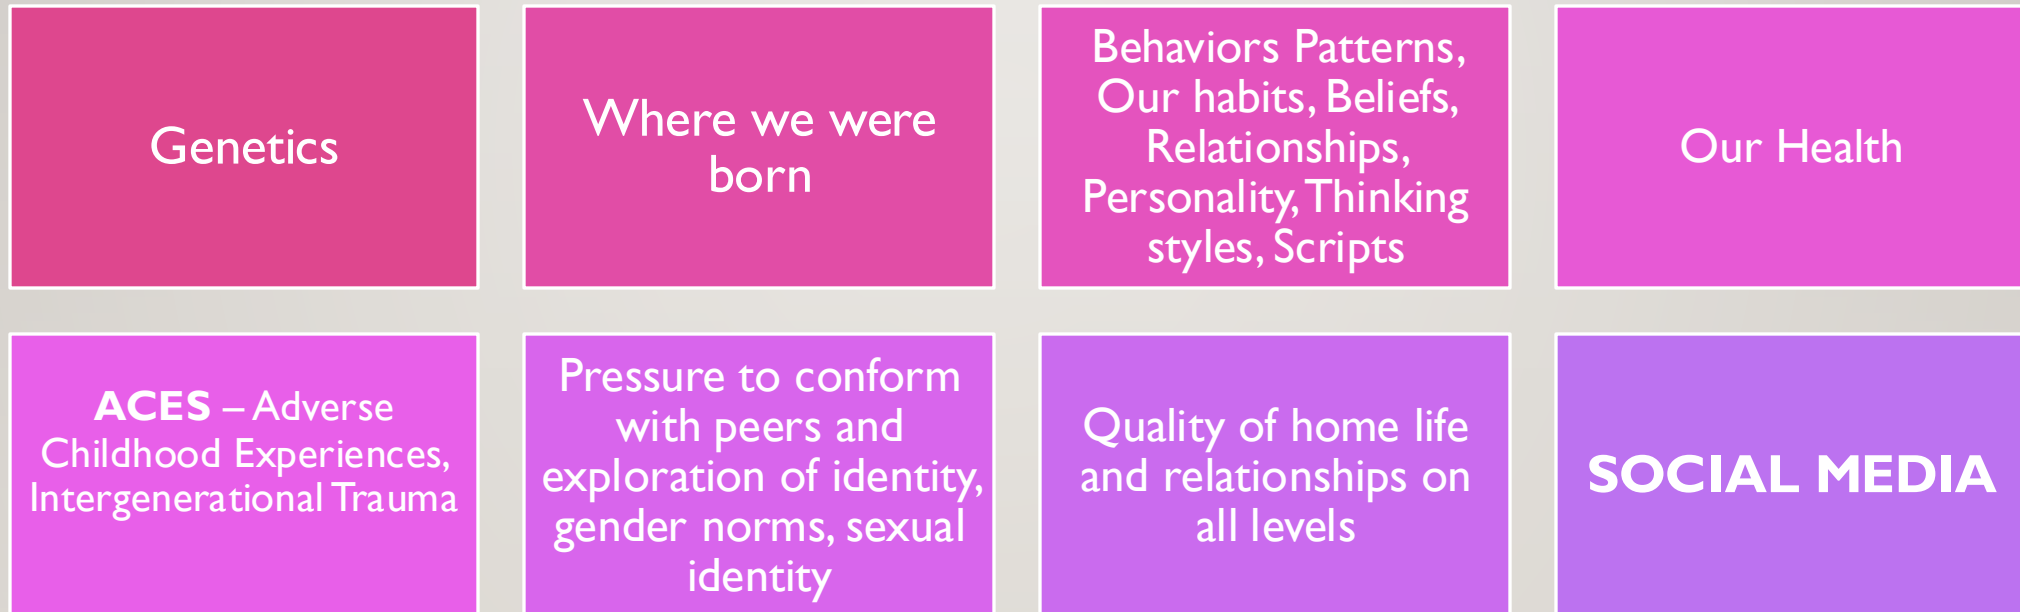 Genetics
Where we were
born
Behaviors Patterns,
Our habits, Beliefs,
Relationships,
Personality, Thinking
styles, Scripts
Our Health
ACES – Adverse
Childhood Experiences,
Intergenerational Trauma
Pressure to conform
with peers and
exploration of identity,
gender norms, sexual
identity
Quality of home life
and relationships on
all levels
SOCIAL MEDIA